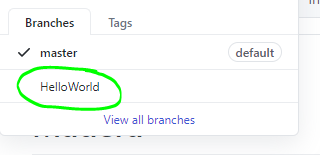 Branches Tags
master default
HelloWorld
View all branches